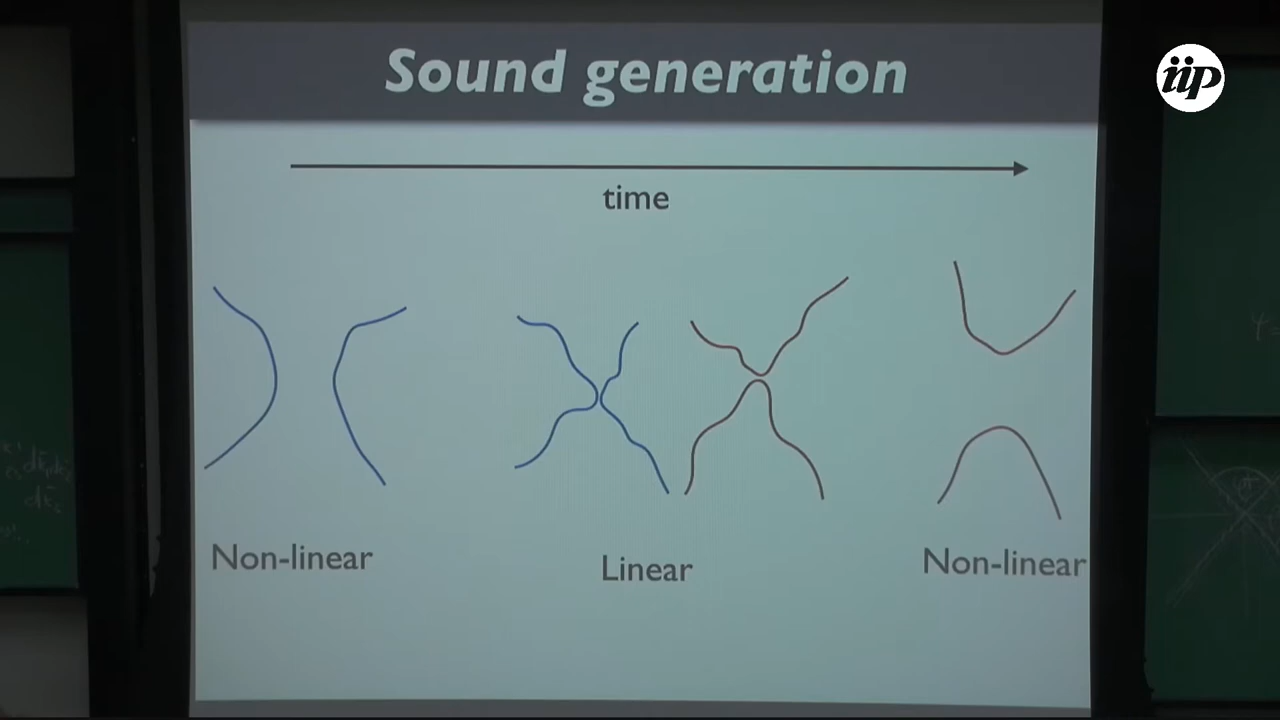 Sound generation
iip
time
Non-linear
Linear
Non-linear